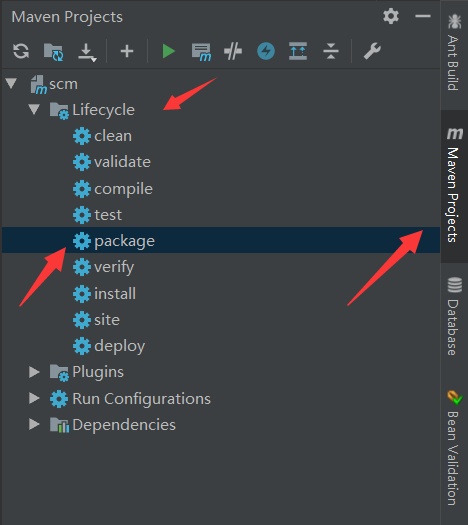 Maven Projects
scm
Lifecycle
clean
validate
compile
test
package
verify
install
site
deploy
Plugins
Run Configurations
Dependencies
Ant Build
Maven Projects
Database
Bean Validation